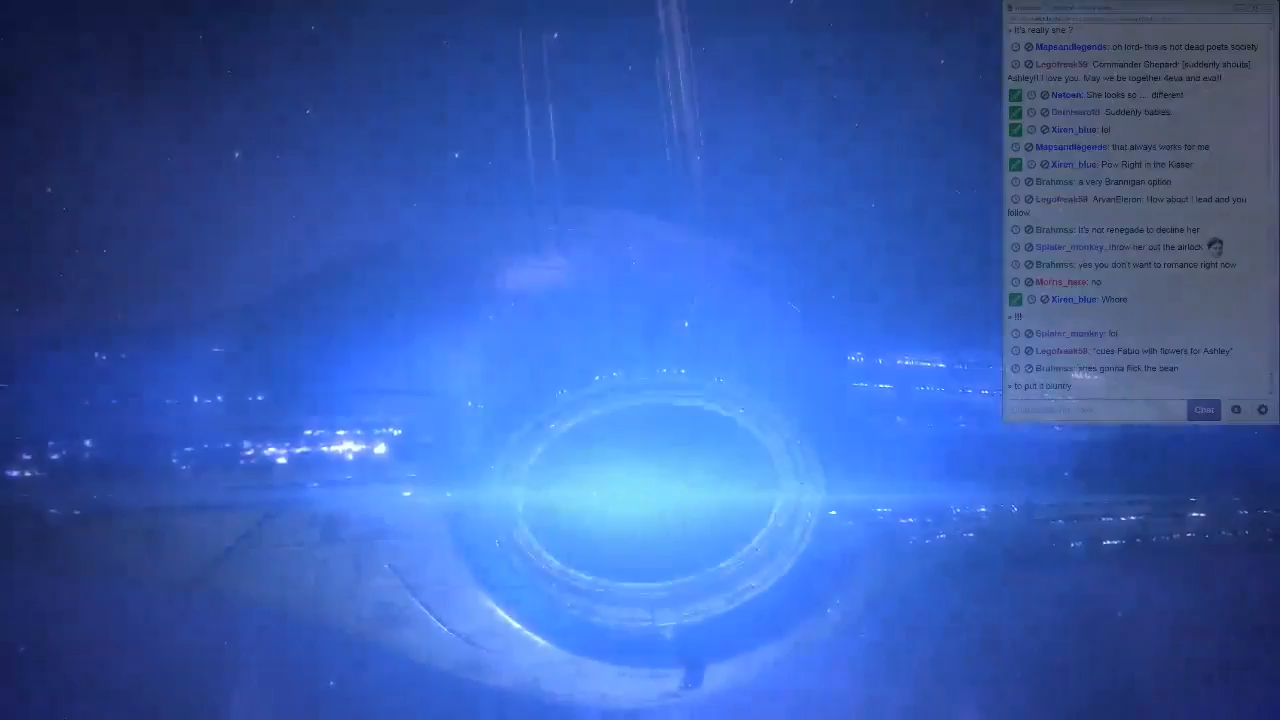 » It's really she ?
Mapsandlegends: oh lord- this is not dead poets society
Legofreak59: Commander Shepard: [suddenly shouts]
Ashley!! I love you. May we be together 4eva and eva!!
Netoen: She looks so .... different
Suddenly babies.
Xiren_blue: lol
Mapsandlegends: that always works for me
Xiren_blue: Pow Right in the Kisser
Brahmss: a very Brannigan option
Legofreak59: ArvanEleron: How about I lead and you
follow
Brahmss: It's not renegade to decline her
Splater_monkey: throw her out the airlock
Brahmss: yes you don't want to romance right now
Morris_here: no
Xiren_blue: Whore
» !!!
Splater_monkey: lol
Legofreak59: *cues Fabio with flowers for Ashley*
Brahmss: shes gonna flick the bean
» to put it bluntly
Chat